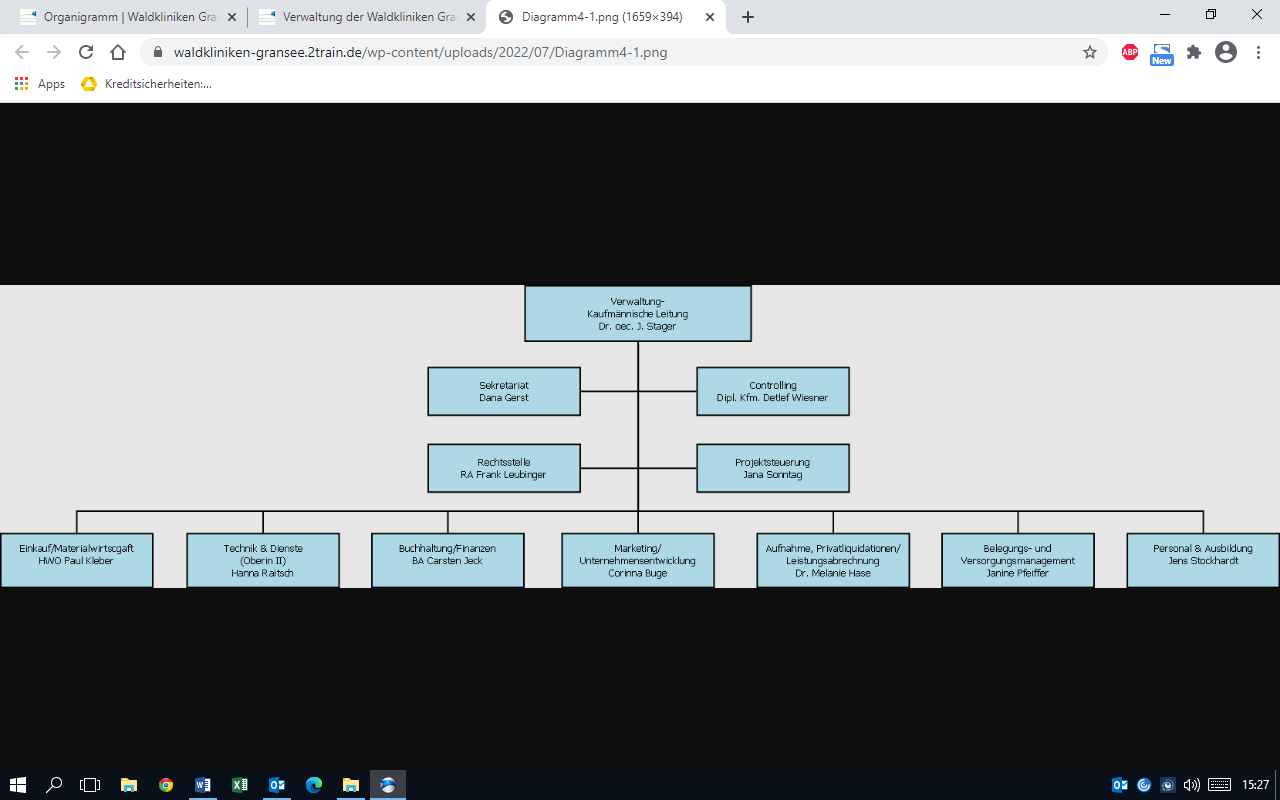 Organigramm | Waldkliniken Gra
Verwaltung der Waldkliniken Gra
Diagramm4-1.png (1659×394)
waldkliniken-gransee.2train.de/wp-content/uploads/2022/07/Diagramm4-1.png
ABP
New
Apps
Kreditsicherheiten:...
Verwaltung-
Kaufmännische Leitung
Dr. oec. J. Stager
Sekretariat
Dana Gerst
Controlling
Dipl. Kfm. Detlef Wiesner
Rechtsstelle
RA Frank Leubinger
Projektsteuerung
Jana Sonntag
Einkauf/Materialwirtscgaft
HWO Paul Kleber
Technik & Dienste
(Oberin II)
Hanna Raitsch
Buchhaltung/Finanzen
BA Carsten Jeck
Marketing/
Unternehmensentwicklung
Corinna Buge
Aufnahme, Privatliquidationen/
Leistungsabrechnung
Dr. Melanie Hase
Belegungs- und
Versorgungsmanagement
Janine Pfeiffer
Personal & Ausbildung
Jens Stockhardt
15:27